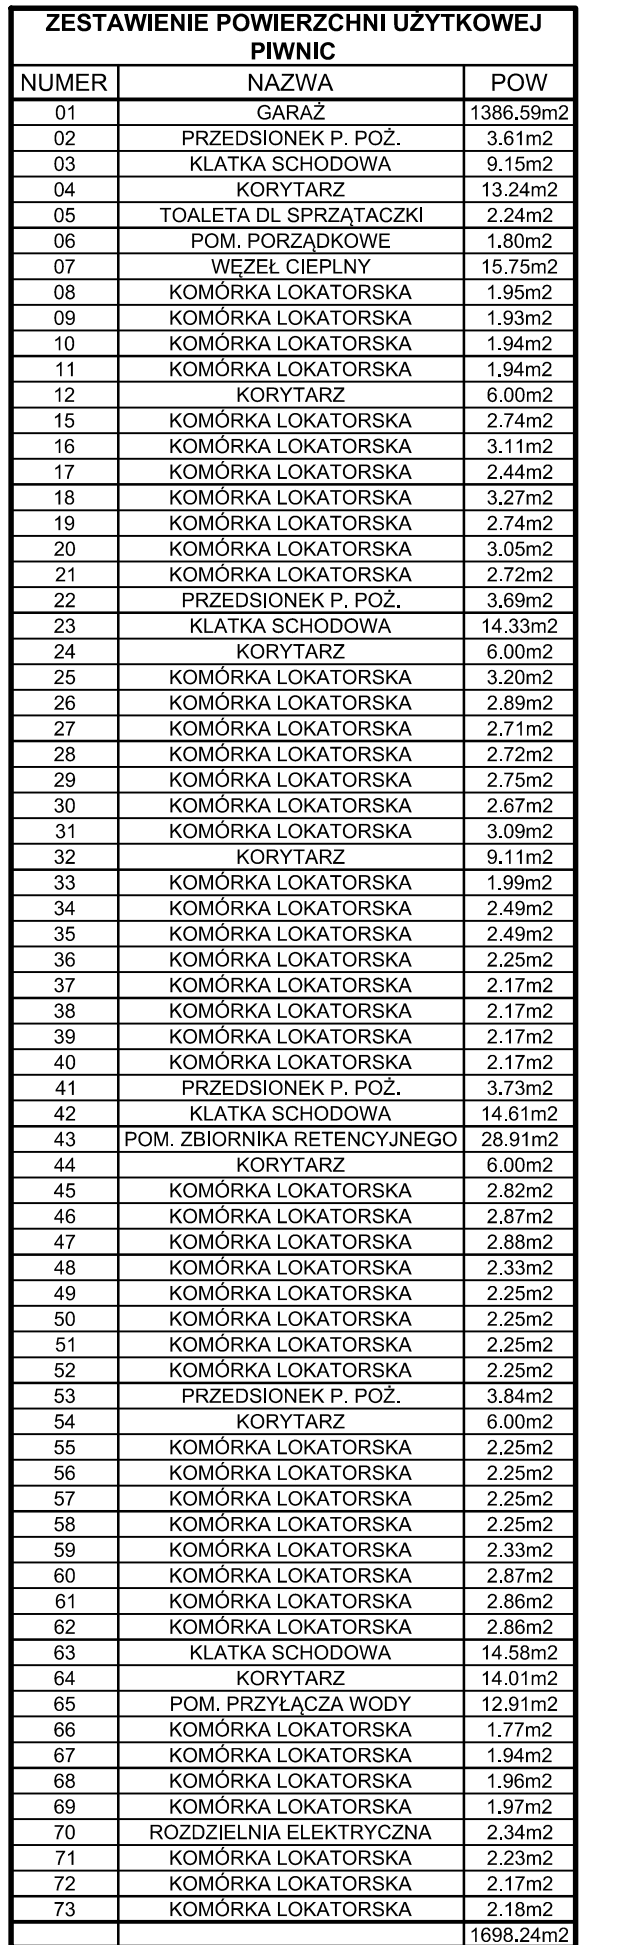 ZESTAWIENIE POWIERZCHNI UŻYTKOWEJ
PIWNIC
NUMER NAZWA POW
01 GARAŻ 1386.59m2
02 PRZEDSIONEK P. POŻ. 3.61m2
03 KLATKA SCHODOWA 9.15m2
04 KORYTARZ 13.24m2
05 TOALETA DL SPRZĄTACZKI 2.24m2
06 POM. PORZĄDKOWE 1.80m2
07 WĘZEŁ CIEPLNY 15.75m2
08 KOMÓRKA LOKATORSKA 1.95m2
09 KOMÓRKA LOKATORSKA 1.93m2
10 KOMÓRKA LOKATORSKA 1.94m2
11 KOMÓRKA LOKATORSKA 1.94m2
12 KORYTARZ 6.00m2
15 KOMÓRKA LOKATORSKA 2.74m2
16 KOMÓRKA LOKATORSKA 3.11m2
17 KOMÓRKA LOKATORSKA 2.44m2
18 KOMÓRKA LOKATORSKA 3.27m2
19 KOMÓRKA LOKATORSKA 2.74m2
20 KOMÓRKA LOKATORSKA 3.05m2
21 KOMÓRKA LOKATORSKA 2.72m2
22 PRZEDSIONEK P. POŻ. 3.69m2
23 KLATKA SCHODOWA 14.33m2
24 KORYTARZ 6.00m2
25 KOMÓRKA LOKATORSKA 3.20m2
26 KOMÓRKA LOKATORSKA 2.89m2
27 KOMÓRKA LOKATORSKA 2.71m2
28 KOMÓRKA LOKATORSKA 2.72m2
29 KOMÓRKA LOKATORSKA 2.75m2
30 KOMÓRKA LOKATORSKA 2.67m2
31 KOMÓRKA LOKATORSKA 3.09m2
32 KORYTARZ 9.11m2
33 KOMÓRKA LOKATORSKA 1.99m2
34 KOMÓRKA LOKATORSKA 2.49m2
35 KOMÓRKA LOKATORSKA 2.49m2
36 KOMÓRKA LOKATORSKA 2.25m2
37 KOMÓRKA LOKATORSKA 2.17m2
38 KOMÓRKA LOKATORSKA 2.17m2
39 KOMÓRKA LOKATORSKA 2.17m2
40 KOMÓRKA LOKATORSKA 2.17m2
41 PRZEDSIONEK P. POŻ. 3.73m2
42 KLATKA SCHODOWA 14.61m2
43 POM. ZBIORNIKA RETENCYJNEGO 28.91m2
44 KORYTARZ 6.00m2
45 KOMÓRKA LOKATORSKA 2.82m2
46 KOMÓRKA LOKATORSKA 2.87m2
47 KOMÓRKA LOKATORSKA 2.88m2
48 KOMÓRKA LOKATORSKA 2.33m2
49 KOMÓRKA LOKATORSKA 2.25m2
50 KOMÓRKA LOKATORSKA 2.25m2
51 KOMÓRKA LOKATORSKA 2.25m2
52 KOMÓRKA LOKATORSKA 2.25m2
53 PRZEDSIONEK P. POŻ. 3.84m2
54 KORYTARZ 6.00m2
55 KOMÓRKA LOKATORSKA 2.25m2
56 KOMÓRKA LOKATORSKA 2.25m2
57 KOMÓRKA LOKATORSKA 2.25m2
58 KOMÓRKA LOKATORSKA 2.25m2
59 KOMÓRKA LOKATORSKA 2.33m2
60 KOMÓRKA LOKATORSKA 2.87m2
61 KOMÓRKA LOKATORSKA 2.86m2
62 KOMÓRKA LOKATORSKA 2.86m2
63 KLATKA SCHODOWA 14.58m2
64 KORYTARZ 14.01m2
65 POM. PRZYŁĄCZA WODY 12.91m2
66 KOMÓRKA LOKATORSKA 1.77m2
67 KOMÓRKA LOKATORSKA 1.94m2
68 KOMÓRKA LOKATORSKA 1.96m2
69 KOMÓRKA LOKATORSKA 1.97m2
70 ROZDZIELNIA ELEKTRYCZNA 2.34m2
71 KOMÓRKA LOKATORSKA 2.23m2
72 KOMÓRKA LOKATORSKA 2.17m2
73 KOMÓRKA LOKATORSKA 2.18m2
1698.24m2